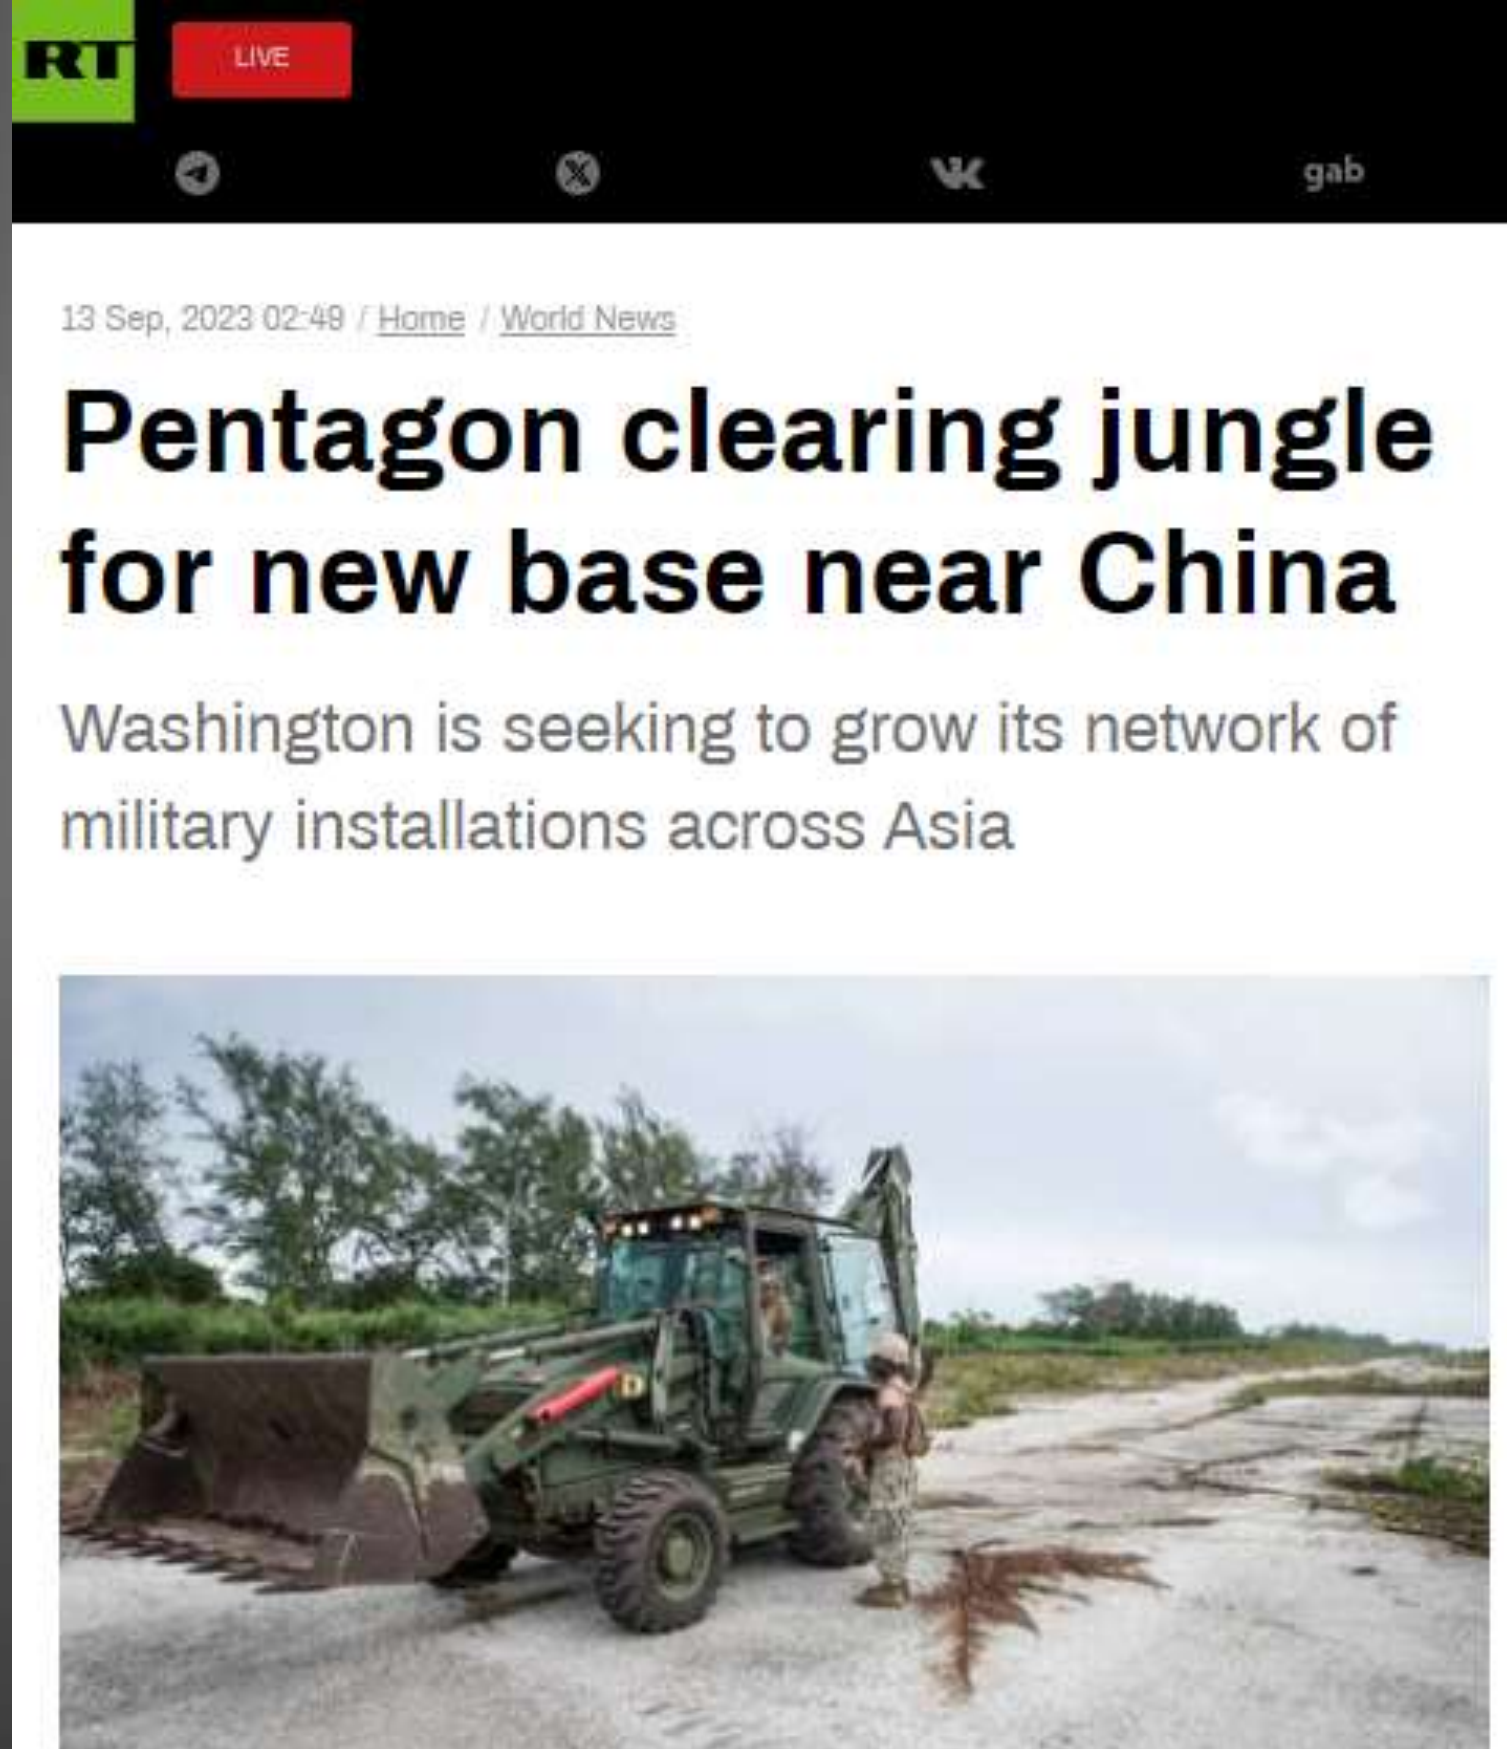 RT
LIVE
gab
13 Sep, 2023 02:49 / Home / World News
Pentagon clearing jungle
for new base near China
Washington is seeking to grow its network of
military installations across Asia
D